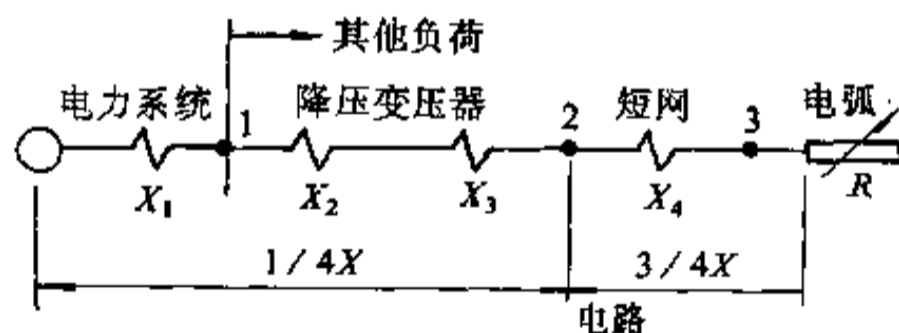 其他负荷
电力系统 1 降压变压器 2 短网 3 电弧
X₁ X₂ X₃ X₄ R
1/4X 3/4X
电路